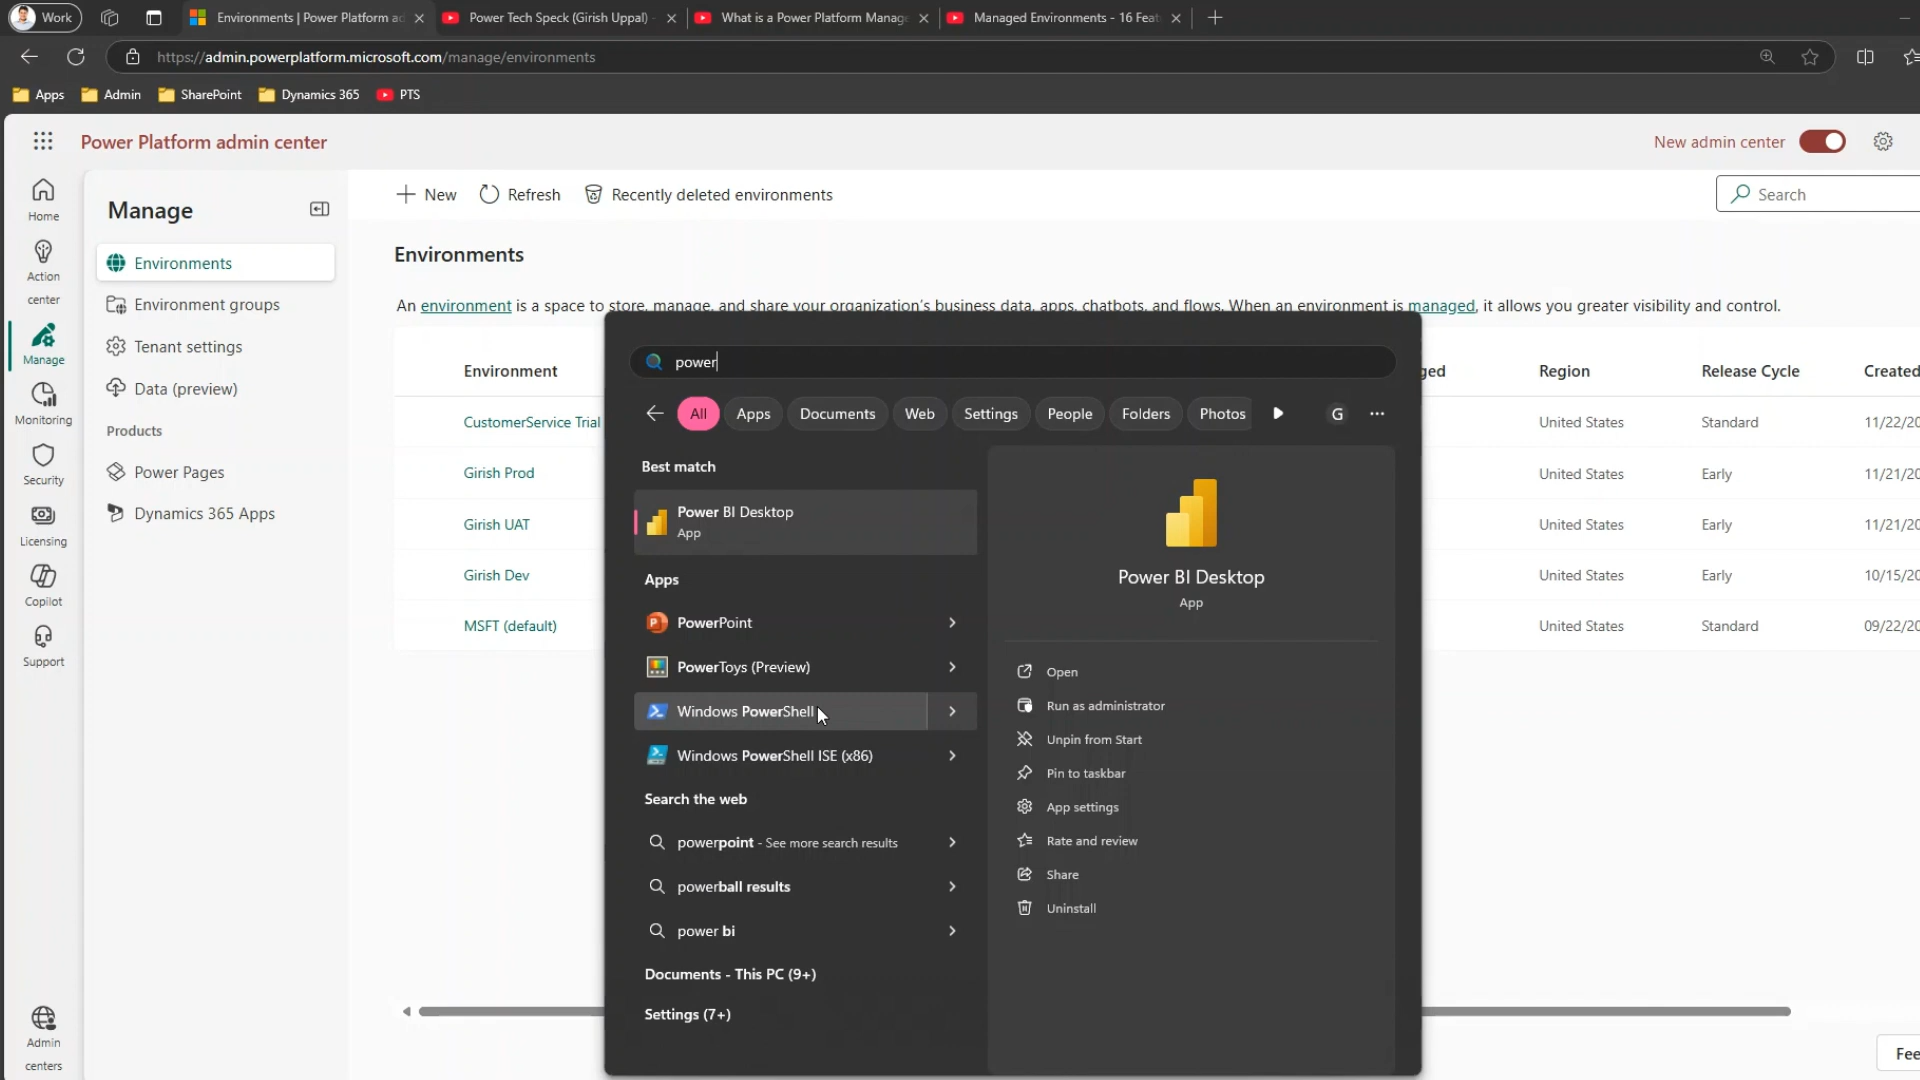 Work
Environments | Power Platform ad
Power Tech Speck (Girish Uppal) -
What is a Power Platform Manage
Managed Environments - 16 Feat
https://admin.powerplatform.microsoft.com/manage/environments
Apps
Admin
SharePoint
Dynamics 365
PTS
Power Platform admin center
New admin center
Home
Action
center
Manage
Monitoring
Security
Licensing
Copilot
Support
Admin
centers
Manage
Environments
Environment groups
Tenant settings
Data (preview)
Products
Power Pages
Dynamics 365 Apps
New
Refresh
Recently deleted environments
Search
Environments
An environment is a space to store, manage, and share your organization's business data, apps, chatbots, and flows. When an environment is managed, it allows you greater visibility and control.
Environment
ged
Region
Release Cycle
Created
CustomerService Trial
United States
Standard
11/22/20
Girish Prod
United States
Early
11/21/20
Girish UAT
United States
Early
11/21/20
Girish Dev
United States
Early
10/15/20
MSFT (default)
United States
Standard
09/22/20
power
All
Apps
Documents
Web
Settings
People
Folders
Photos
G
Best match
Power BI Desktop
App
Apps
PowerPoint
PowerToys (Preview)
Windows PowerShell
Windows PowerShell ISE (x86)
Search the web
powerpoint - See more search results
powerball results
power bi
Documents - This PC (9+)
Settings (7+)
Power BI Desktop
App
Open
Run as administrator
Unpin from Start
Pin to taskbar
App settings
Rate and review
Share
Uninstall
Fee